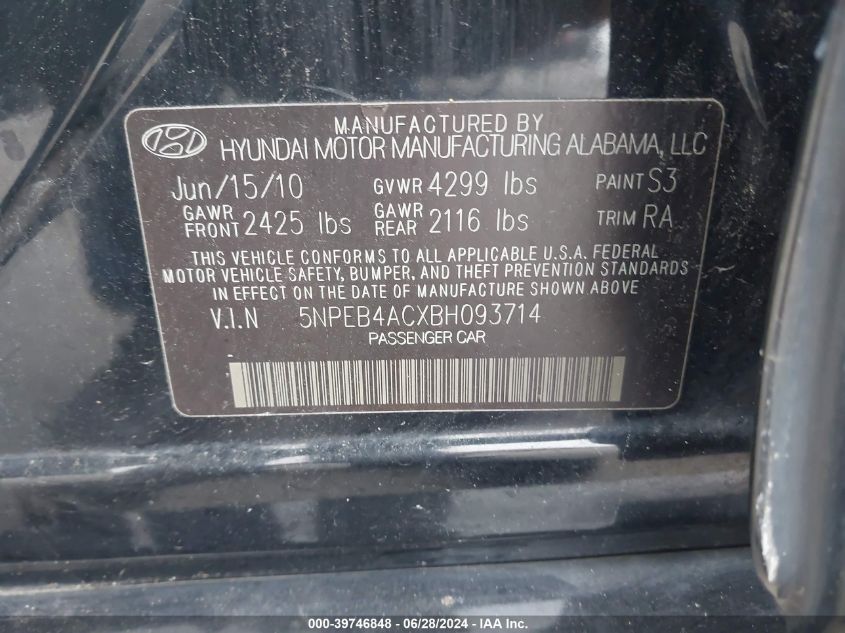 MANUFACTURED BY
HYUNDAI MOTOR MANUFACTURING ALABAMA, LLC
Jun/15/10 GVWR 4299 lbs PAINT S3
GAWR FRONT 2425 lbs GAWR REAR 2116 lbs TRIM RA
THIS VEHICLE CONFORMS TO ALL APPLICABLE U.S.A. FEDERAL
MOTOR VEHICLE SAFETY, BUMPER, AND THEFT PREVENTION STANDARDS
IN EFFECT ON THE DATE OF MANUFACTURE SHOWN ABOVE
V.I.N 5NPEB4ACXBH093714
PASSENGER CAR
000-39746848 / 06/28/2024 - IAA Inc.